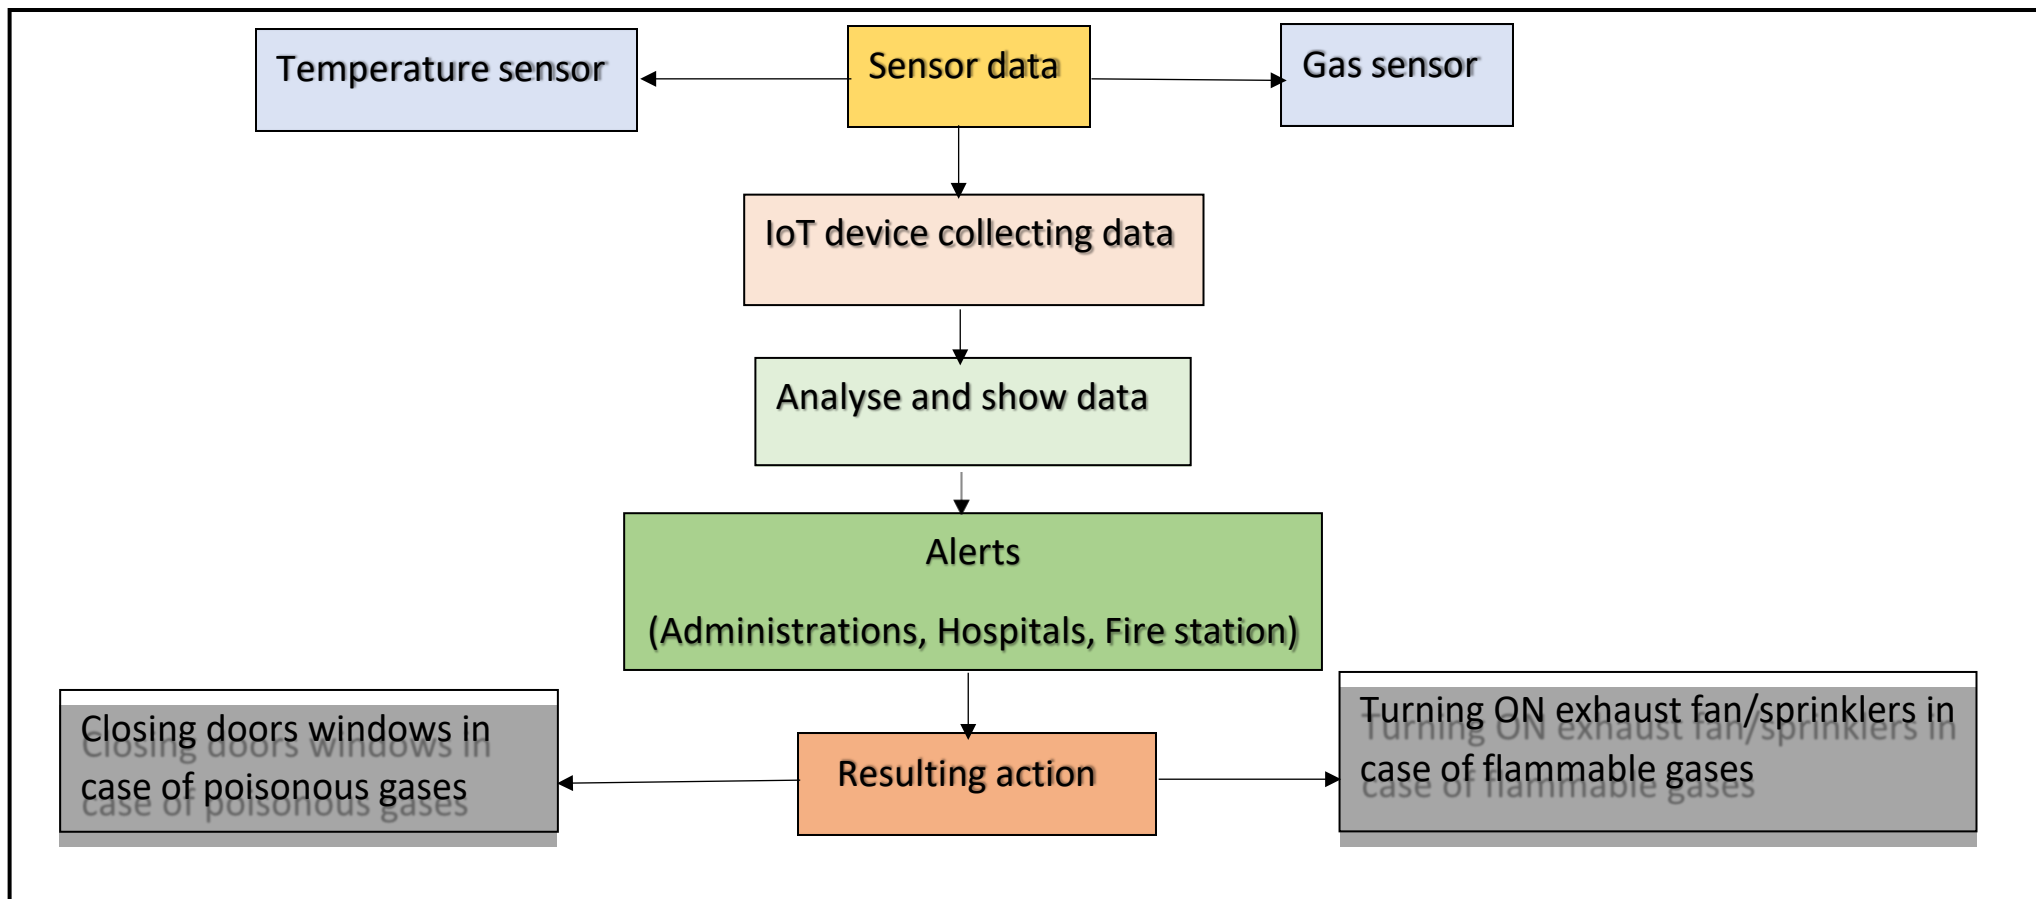 Temperature sensor
Sensor data
Gas sensor
IoT device collecting data
Analyse and show data
Alerts
(Administrations, Hospitals, Fire station)
Closing doors windows in
case of poisonous gases
Resulting action
Turning ON exhaust fan/sprinklers in
case of flammable gases